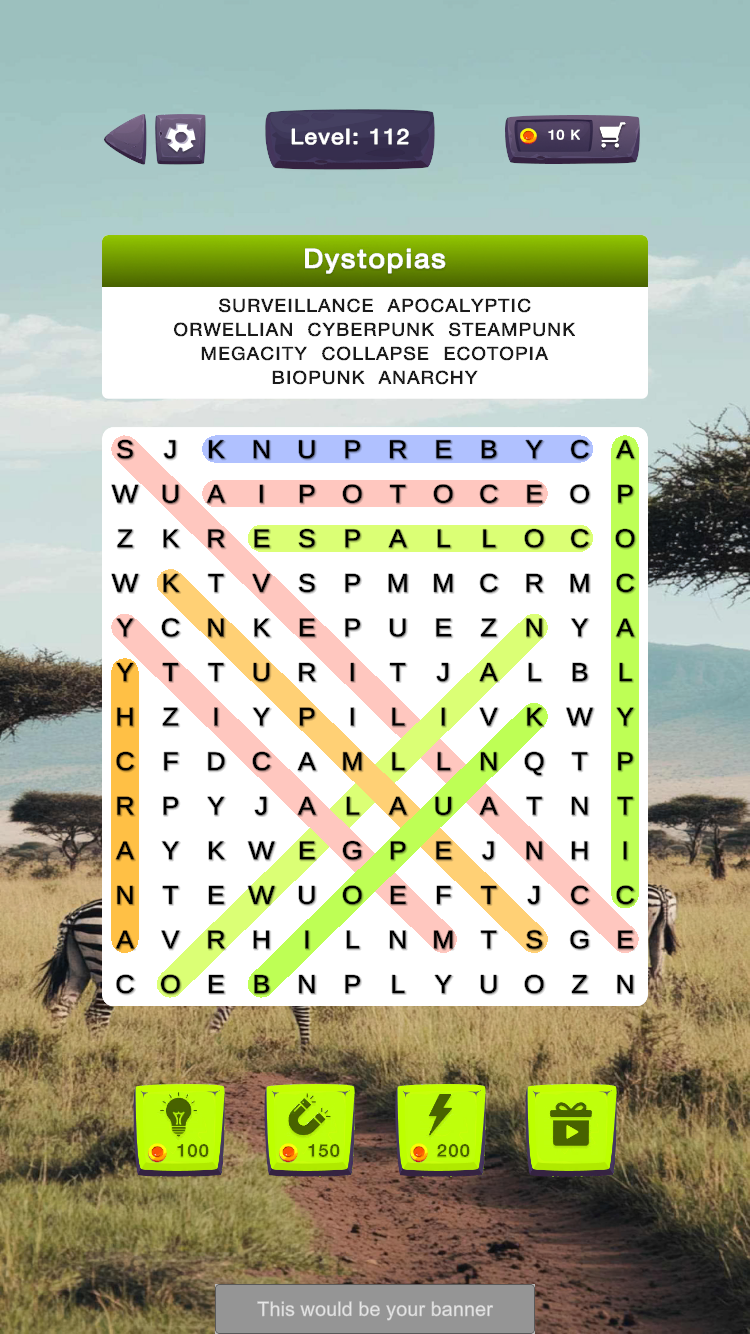 Level: 112
10 K
Dystopias
SURVEILLANCE APOCALYPTIC
ORWELLIAN CYBERPUNK STEAMPUNK
MEGACITY COLLAPSE ECOTOPIA
BIOPUNK ANARCHY
S J K N U P R E B Y C A
W U A I P O T O C E O P
Z K R E S P A L L O C O
W K T V S P M M C R M C
Y C N K E P U E Z N Y A
Y T T U R I T J A L B L
H Z I Y P I L I V K W Y
C F D C A M L L N Q T P
R P Y J A L A U A T N T
A Y K W E G P E J N H I
N T E W U O E F T J C C
A V R H I L N M T S G E
C O E B N P L Y U O Z N
100 150 200
This would be your banner